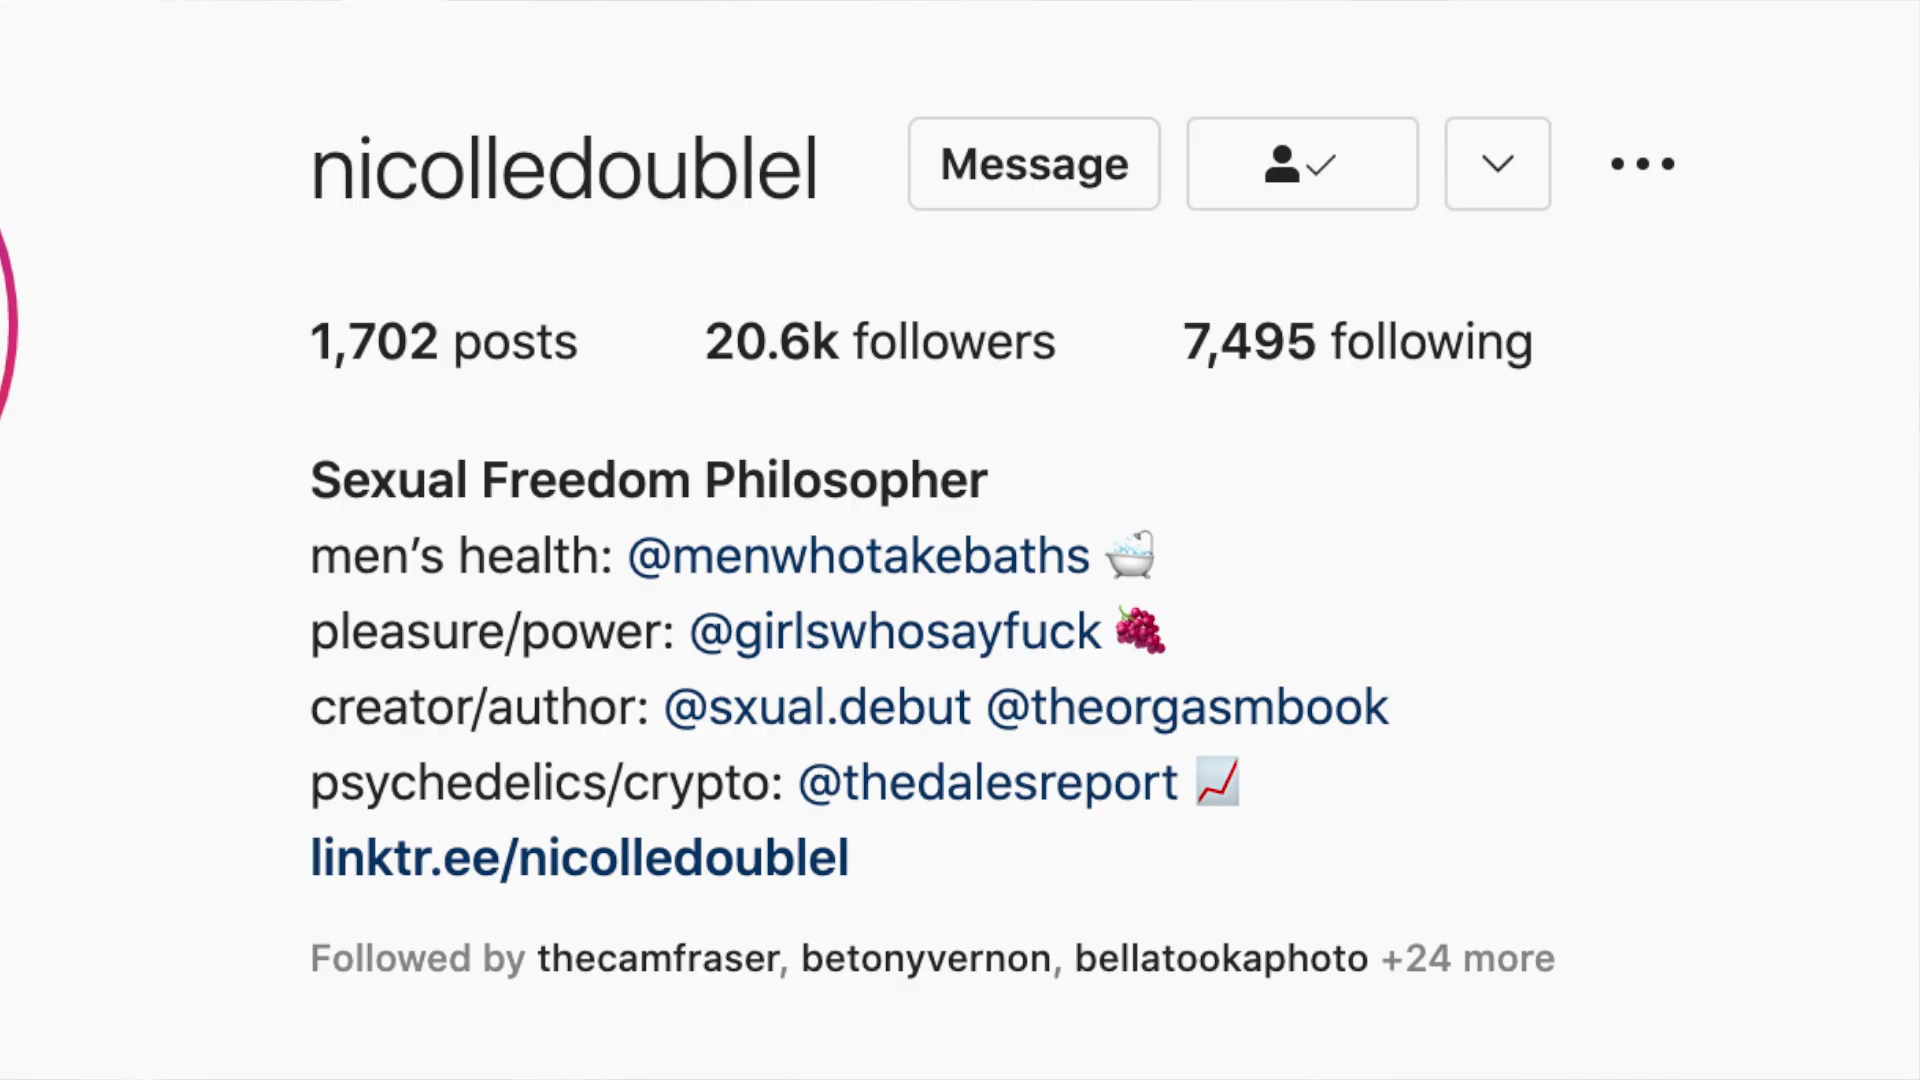 nicolledoublel Message
1,702 posts 20.6k followers 7,495 following
Sexual Freedom Philosopher
men’s health: @menwhotakebaths 🛁
pleasure/power: @girlswhosayfuck 🍇
creator/author: @sxual.debut @theorgasmbook
psychedelics/crypto: @thedalesreport 📈
linktr.ee/nicolledoublel
Followed by thecamfraser, betonyvernon, bellatookaphoto +24 more